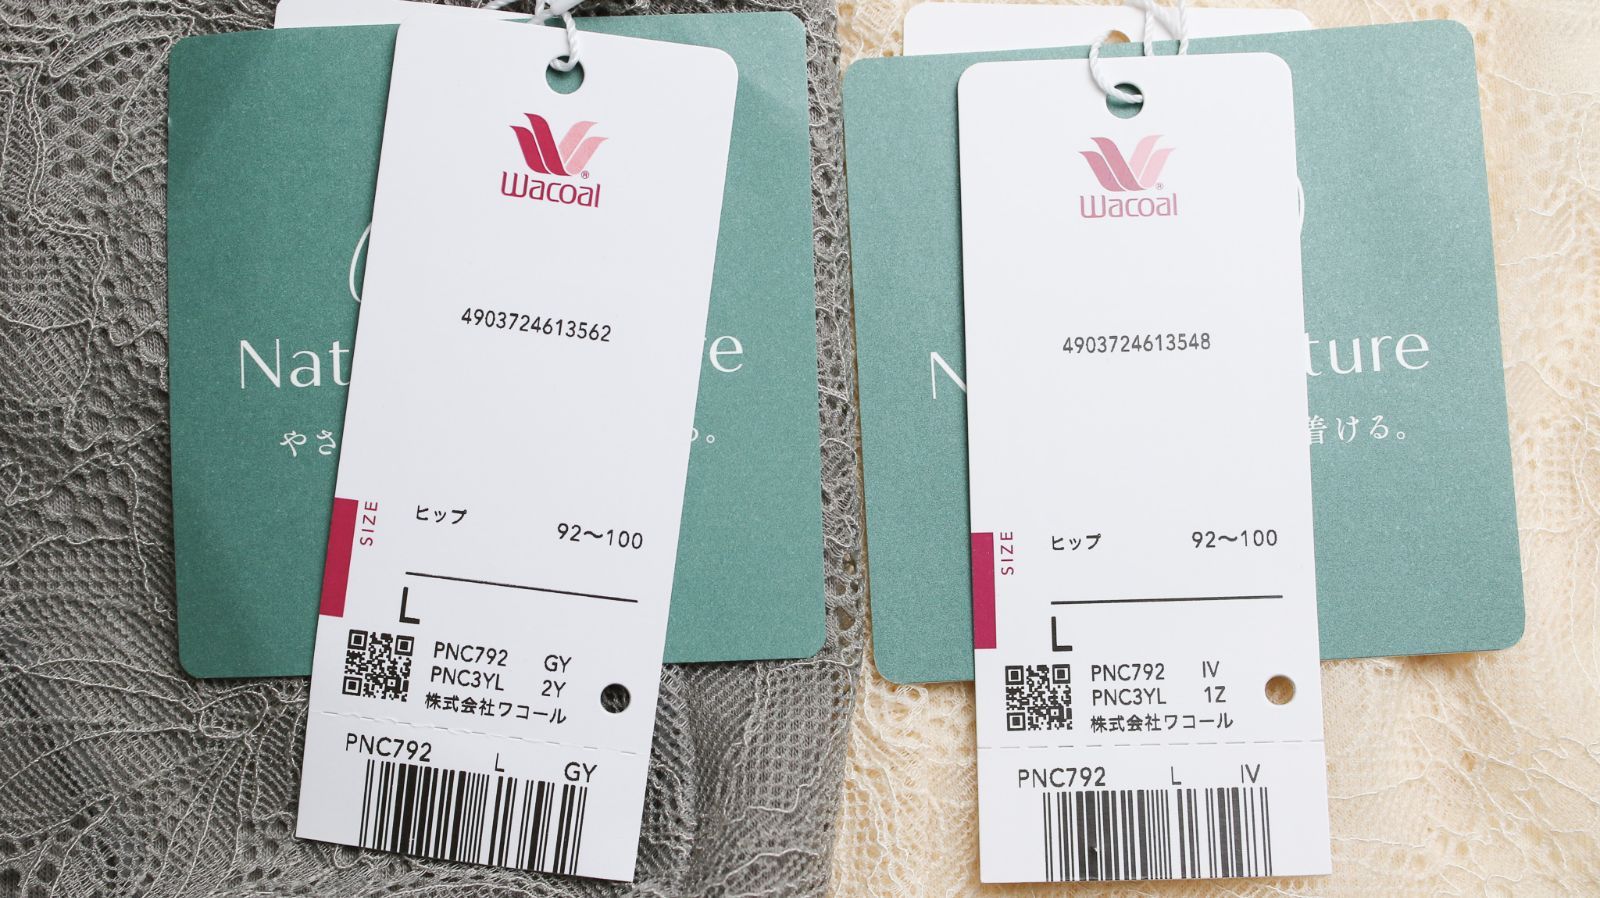 Wacoal
4903724613562
Nat
re
やさ
る。
SIZE
ヒップ 92～100
L
PNC792 GY
PNC3YL 2Y
株式会社ワコール
PNC792 L GY
Wacoal
4903724613548
N
ture
着ける。
SIZE
ヒップ 92～100
L
PNC792 IV
PNC3YL 1Z
株式会社ワコール
PNC792 L IV